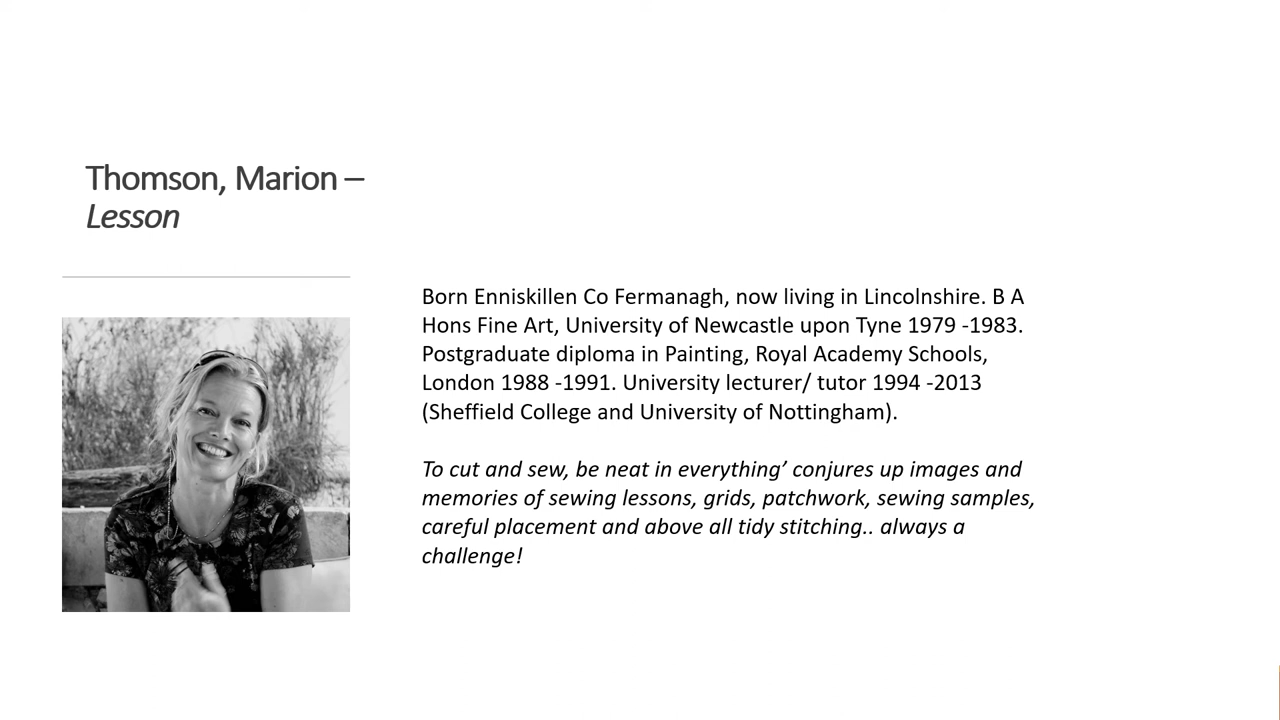 Thomson, Marion –
Lesson
Born Enniskillen Co Fermanagh, now living in Lincolnshire. B A
Hons Fine Art, University of Newcastle upon Tyne 1979 -1983.
Postgraduate diploma in Painting, Royal Academy Schools,
London 1988 -1991. University lecturer/ tutor 1994 -2013
(Sheffield College and University of Nottingham).
To cut and sew, be neat in everything’ conjures up images and
memories of sewing lessons, grids, patchwork, sewing samples,
careful placement and above all tidy stitching.. always a
challenge!